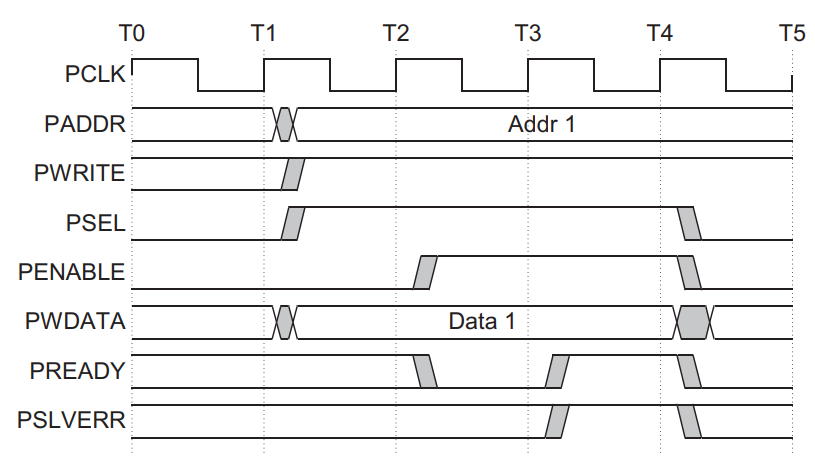 T0 T1 T2 T3 T4 T5
PCLK
PADDR Addr 1
PWRITE
PSEL
PENABLE
PWDATA Data 1
PREADY
PSLVERR